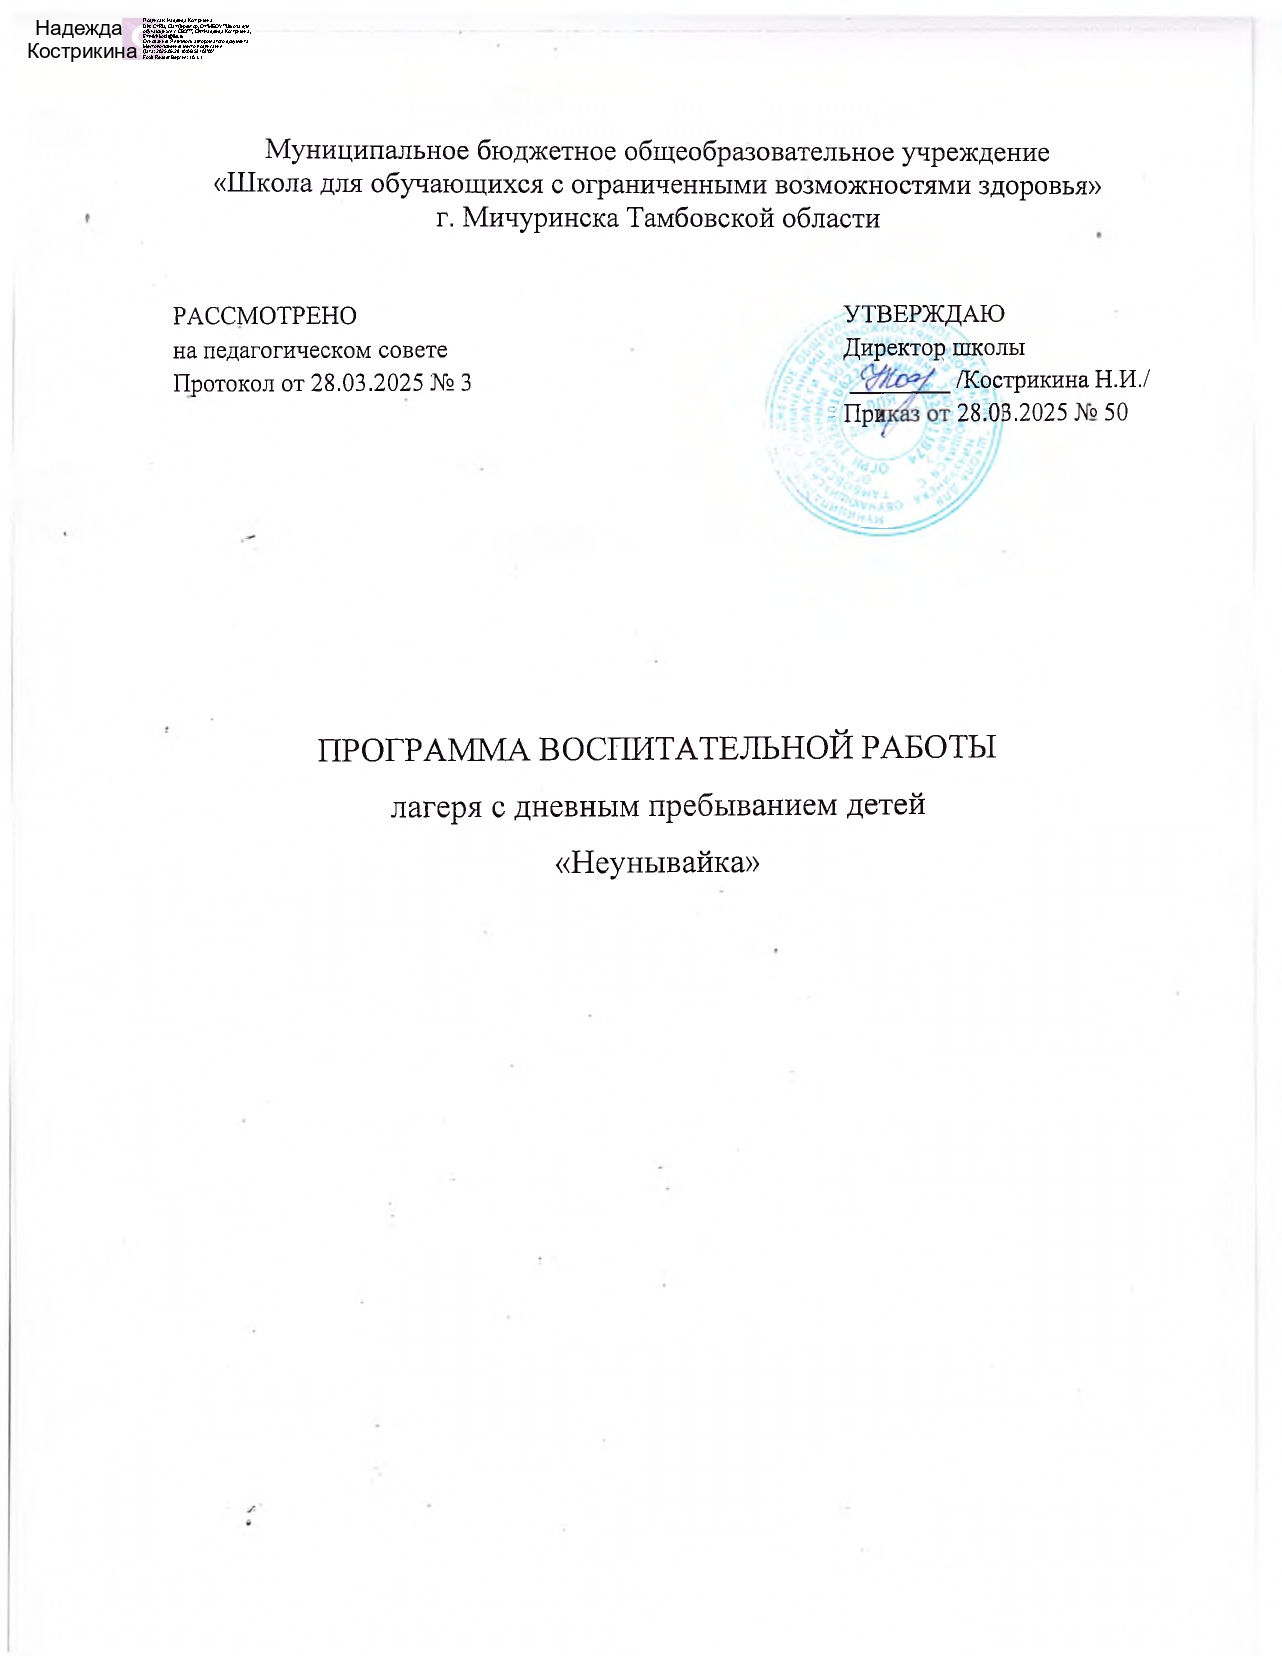 Надежда
Кострикина
Муниципальное бюджетное общеобразовательное учреждение
«Школа для обучающихся с ограниченными возможностями здоровья»
г. Мичуринска Тамбовской области
РАССМОТРЕНО
на педагогическом совете
Протокол от 28.03.2025 № 3
УТВЕРЖДАЮ
Директор школы
/Кострикина Н.И./
Приказ от 28.03.2025 № 50
ПРОГРАММА ВОСПИТАТЕЛЬНОЙ РАБОТЫ
лагеря с дневным пребыванием детей
«Неунывайка»